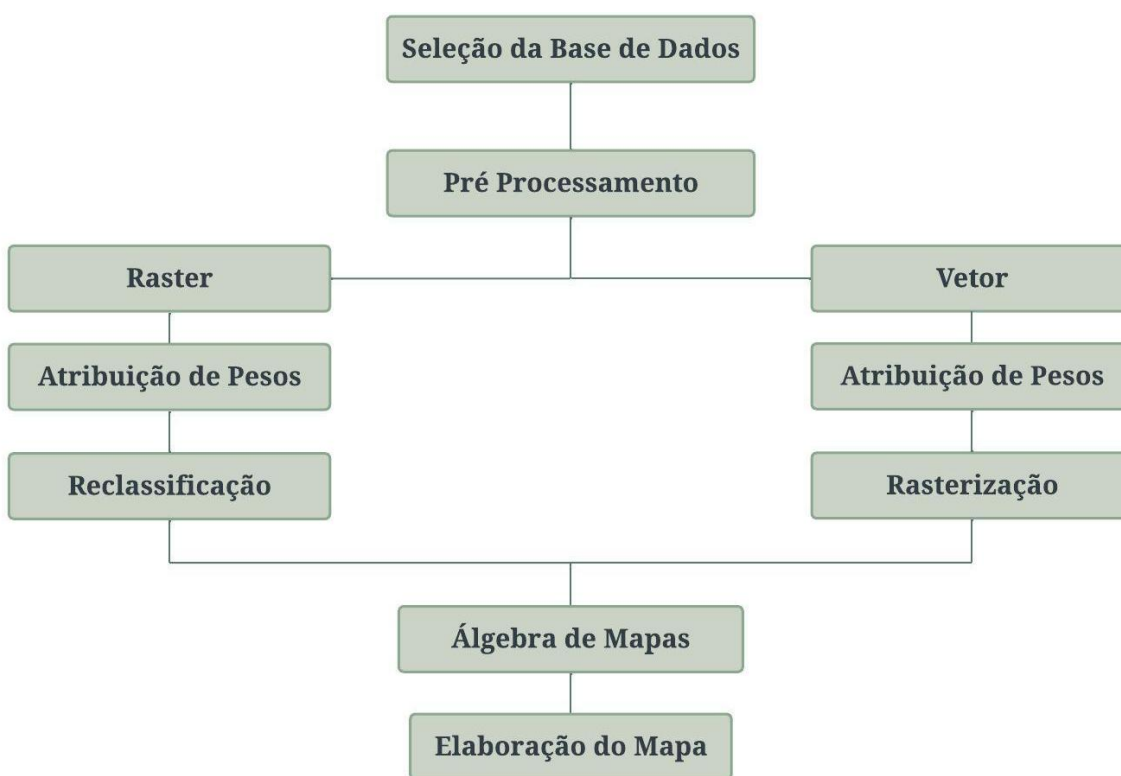 Seleção da Base de Dados
Pré Processamento
Raster
Vetor
Atribuição de Pesos
Atribuição de Pesos
Reclassificação
Rasterização
Álgebra de Mapas
Elaboração do Mapa